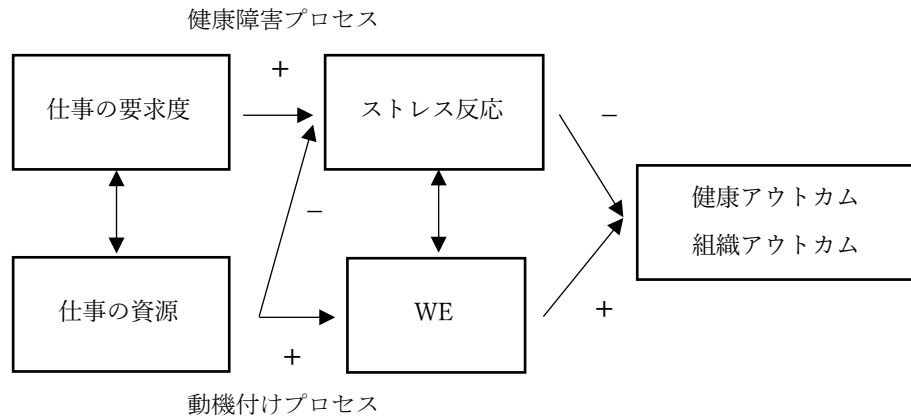 健康障害プロセス
+
仕事の要求度
ストレス反応
−
健康アウトカム
組織アウトカム
−
仕事の資源
WE
+
+
動機付けプロセス